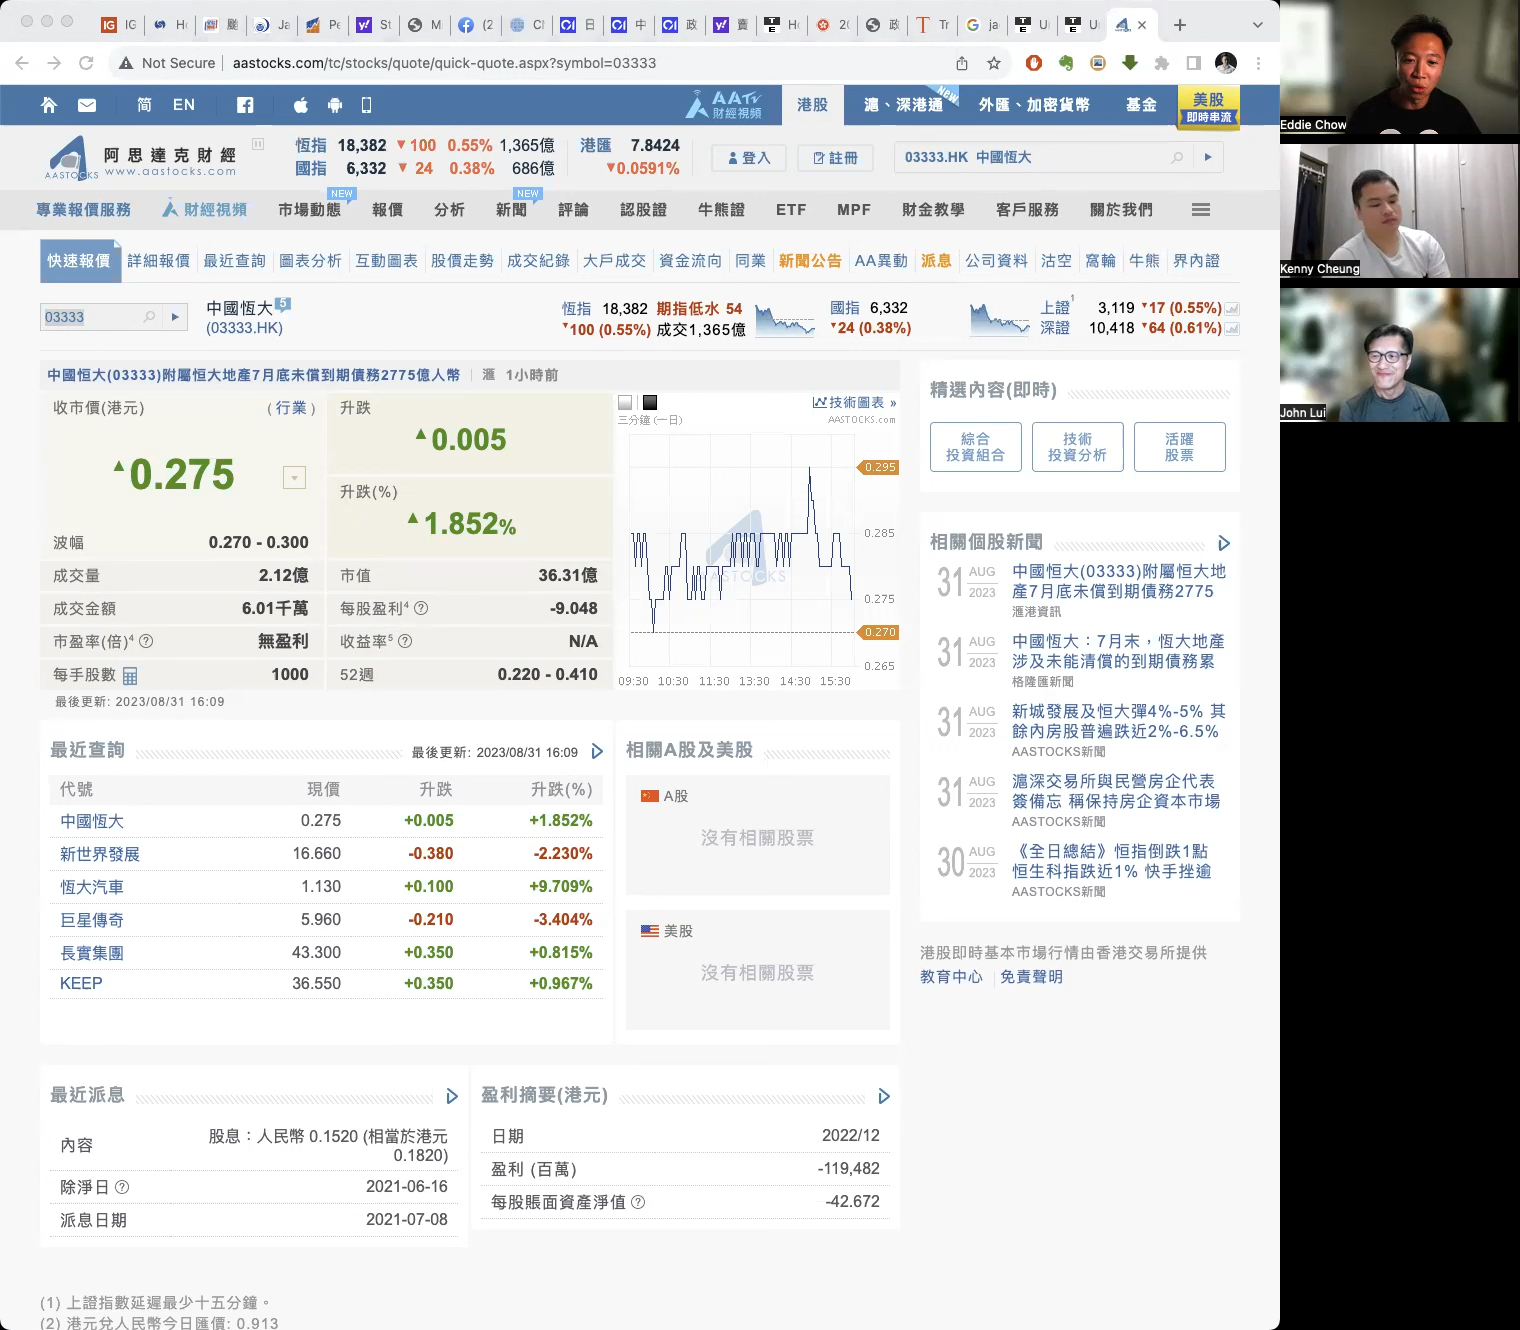 IG
Not Secure | aastocks.com/tc/stocks/quote/quick-quote.aspx?symbol=03333
简 EN
AATV 財經視頻
港股 滬、深港通 New 外匯、加密貨幣 基金 美股 即時串流
阿思達克財經
www.aastocks.com
AASTOCKS
恆指 18,382 ▼100 0.55% 1,365億
國指 6,332 ▼ 24 0.38% 686億
港匯 7.8424
▼0.0591%
登入 註冊
03333.HK 中國恆大
專業報價服務 財經視頻 市場動態 NEW 報價 分析 新聞 NEW 評論 認股證 牛熊證 ETF MPF 財金教學 客戶服務 關於我們
快速報價 詳細報價 最近查詢 圖表分析 互動圖表 股價走勢 成交紀錄 大戶成交 資金流向 同業 新聞公告 AA異動 派息 公司資料 沽空 窩輪 牛熊 界內證
03333
中國恆大 5
(03333.HK)
恆指 18,382 期指低水 54
▼100 (0.55%) 成交1,365億
國指 6,332
▼24 (0.38%)
上證1 3,119 ▼17 (0.55%)
深證 10,418 ▼64 (0.61%)
中國恆大(03333)附屬恆大地產7月底未償到期債務2775億人幣 | 滙 1小時前
收市價(港元) (行業)
▲0.275
波幅 0.270 - 0.300
升跌
▲0.005
升跌(%)
▲1.852%
成交量 2.12億
市值 36.31億
成交金額 6.01千萬
每股盈利4 -9.048
市盈率(倍)4 無盈利
收益率5 N/A
每手股數 1000
52週 0.220 - 0.410
最後更新: 2023/08/31 16:09
技術圖表 »
三分鐘 (一日)
AASTOCKS.com
AASTOCKS
0.295
0.285
0.275
0.270
0.265
09:30 10:30 11:30 13:30 14:30 15:30
精選內容(即時)
綜合投資組合
技術投資分析
活躍股票
相關個股新聞
31 AUG 2023
中國恆大(03333)附屬恆大地
產7月底未償到期債務2775
滙港資訊
31 AUG 2023
中國恆大：7月末，恆大地產
涉及未能清償的到期債務累
格隆匯新聞
31 AUG 2023
新城發展及恒大彈4%-5% 其
餘內房股普遍跌近2%-6.5%
AASTOCKS新聞
31 AUG 2023
滬深交易所與民營房企代表
簽備忘 稱保持房企資本市場
AASTOCKS新聞
30 AUG 2023
《全日總結》恒指倒跌1點
恒生科指跌近1% 快手挫逾
AASTOCKS新聞
港股即時基本市場行情由香港交易所提供
教育中心 | 免責聲明
最近查詢 最後更新: 2023/08/31 16:09
代號 現價 升跌 升跌(%)
中國恆大 0.275 +0.005 +1.852%
新世界發展 16.660 -0.380 -2.230%
恆大汽車 1.130 +0.100 +9.709%
巨星傳奇 5.960 -0.210 -3.404%
長實集團 43.300 +0.350 +0.815%
KEEP 36.550 +0.350 +0.967%
相關A股及美股
A股
沒有相關股票
美股
沒有相關股票
最近派息
內容 股息：人民幣 0.1520 (相當於港元
0.1820)
除淨日 2021-06-16
派息日期 2021-07-08
盈利摘要(港元)
日期 2022/12
盈利 (百萬) -119,482
每股賬面資產淨值 -42.672
(1) 上證指數延遲最少十五分鐘。
(2) 港元兌人民幣今日匯價: 0.913
Eddie Chow
Kenny Cheung
John Lui